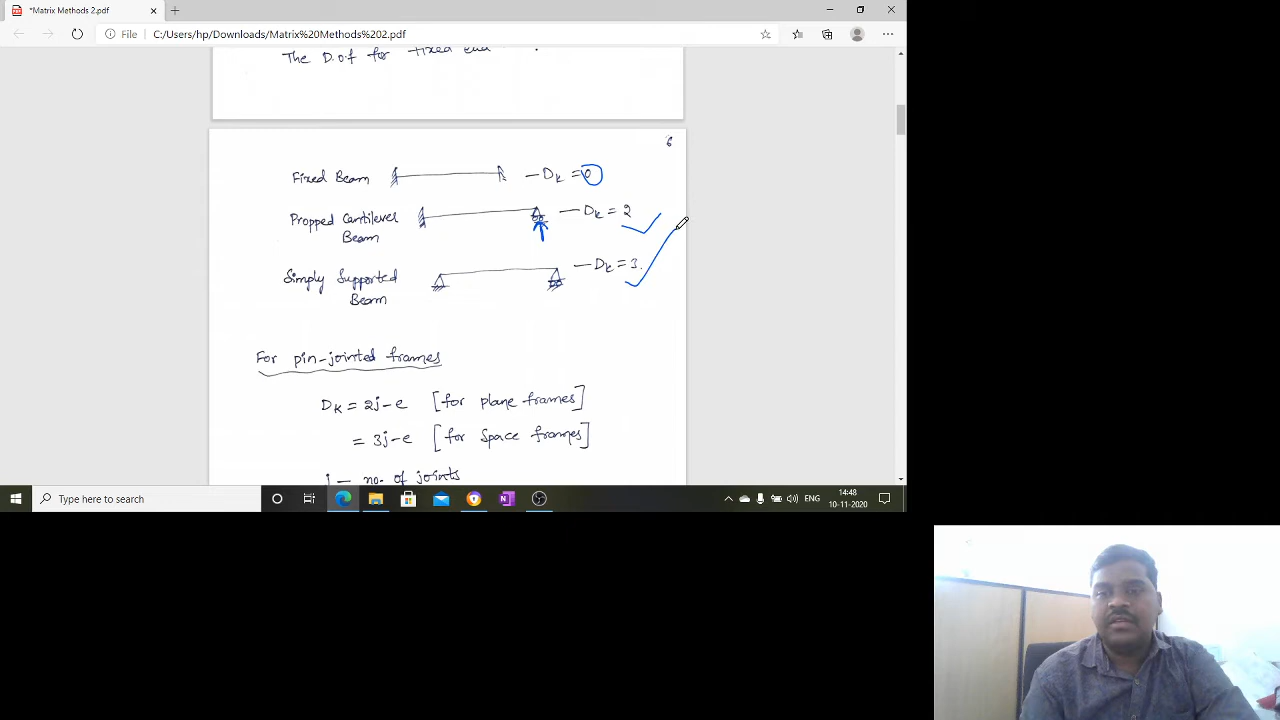 *Matrix Methods 2.pdf
File C:/Users/hp/Downloads/Matrix%20Methods%202.pdf
The D.o.f for fixed end
6
Fixed Beam — Dk = 0
Propped Cantilever Beam — Dk = 2
Simply Supported Beam — Dk = 3.
For pin-jointed frames
DK = 2j-e [for plane frames]
= 3j-e [for Space frames]
j — no. of joints
Type here to search
ENG
14:48
10-11-2020